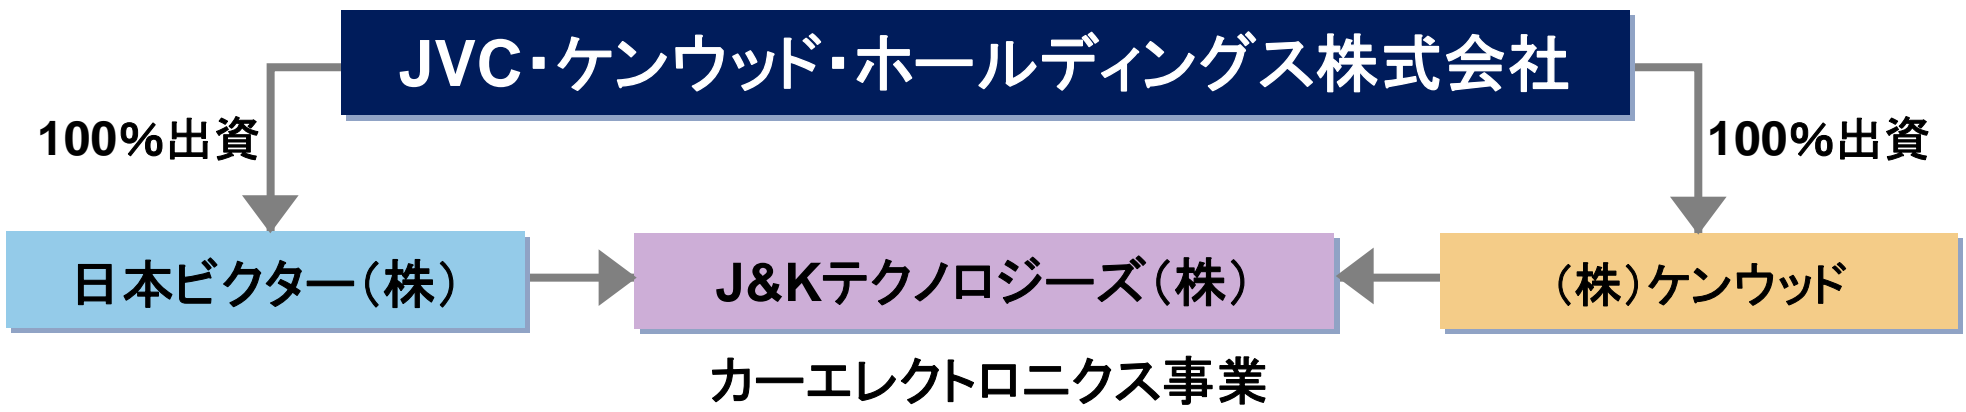 JVC・ケンウッド・ホールディングス株式会社
100%出資
100%出資
日本ビクター（株）
J&Kテクノロジーズ（株）
（株）ケンウッド
カーエレクトロニクス事業